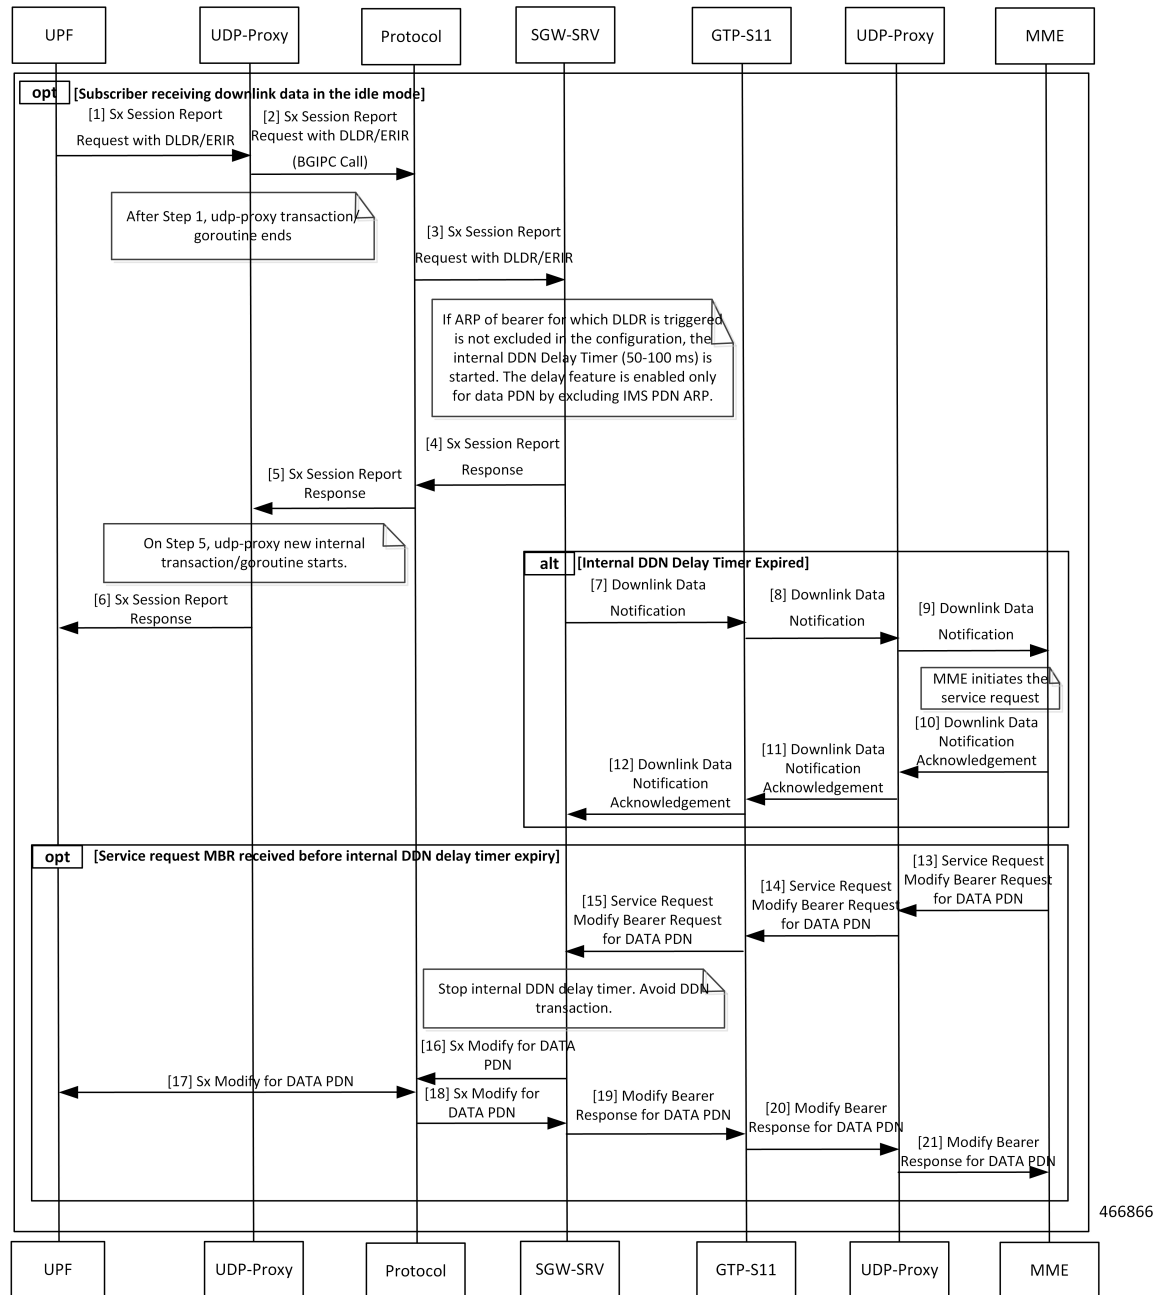 UPF
UDP-Proxy
Protocol
SGW-SRV
GTP-S11
UDP-Proxy
MME
opt
[Subscriber receiving downlink data in the idle mode]
[1] Sx Session Report
Request with DLDR/ERIR
[2] Sx Session Report
Request with DLDR/ERIR
(BGIPC Call)
After Step 1, udp-proxy transaction/
goroutine ends
[3] Sx Session Report
Request with DLDR/ERIR
If ARP of bearer for which DLDR is triggered
is not excluded in the configuration, the
internal DDN Delay Timer (50-100 ms) is
started. The delay feature is enabled only
for data PDN by excluding IMS PDN ARP.
[4] Sx Session Report
Response
[5] Sx Session Report
Response
On Step 5, udp-proxy new internal
transaction/goroutine starts.
[6] Sx Session Report
Response
alt
[Internal DDN Delay Timer Expired]
[7] Downlink Data
Notification
[8] Downlink Data
Notification
[9] Downlink Data
Notification
MME initiates the
service request
[10] Downlink Data
Notification
Acknowledgement
[11] Downlink Data
Notification
Acknowledgement
[12] Downlink Data
Notification
Acknowledgement
opt
[Service request MBR received before internal DDN delay timer expiry]
[13] Service Request
Modify Bearer Request
for DATA PDN
[14] Service Request
Modify Bearer Request
for DATA PDN
[15] Service Request
Modify Bearer Request
for DATA PDN
Stop internal DDN delay timer. Avoid DDN
transaction.
[16] Sx Modify for DATA
PDN
[17] Sx Modify for DATA PDN
[18] Sx Modify for
DATA PDN
[19] Modify Bearer
Response for DATA PDN
[20] Modify Bearer
Response for DATA PDN
[21] Modify Bearer
Response for DATA PDN
466866
UPF
UDP-Proxy
Protocol
SGW-SRV
GTP-S11
UDP-Proxy
MME